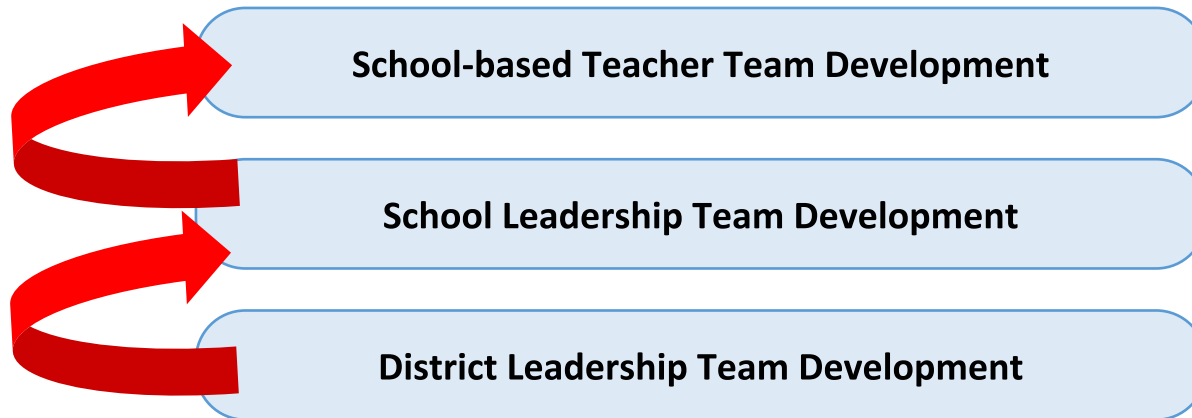 School-based Teacher Team Development
School Leadership Team Development
District Leadership Team Development